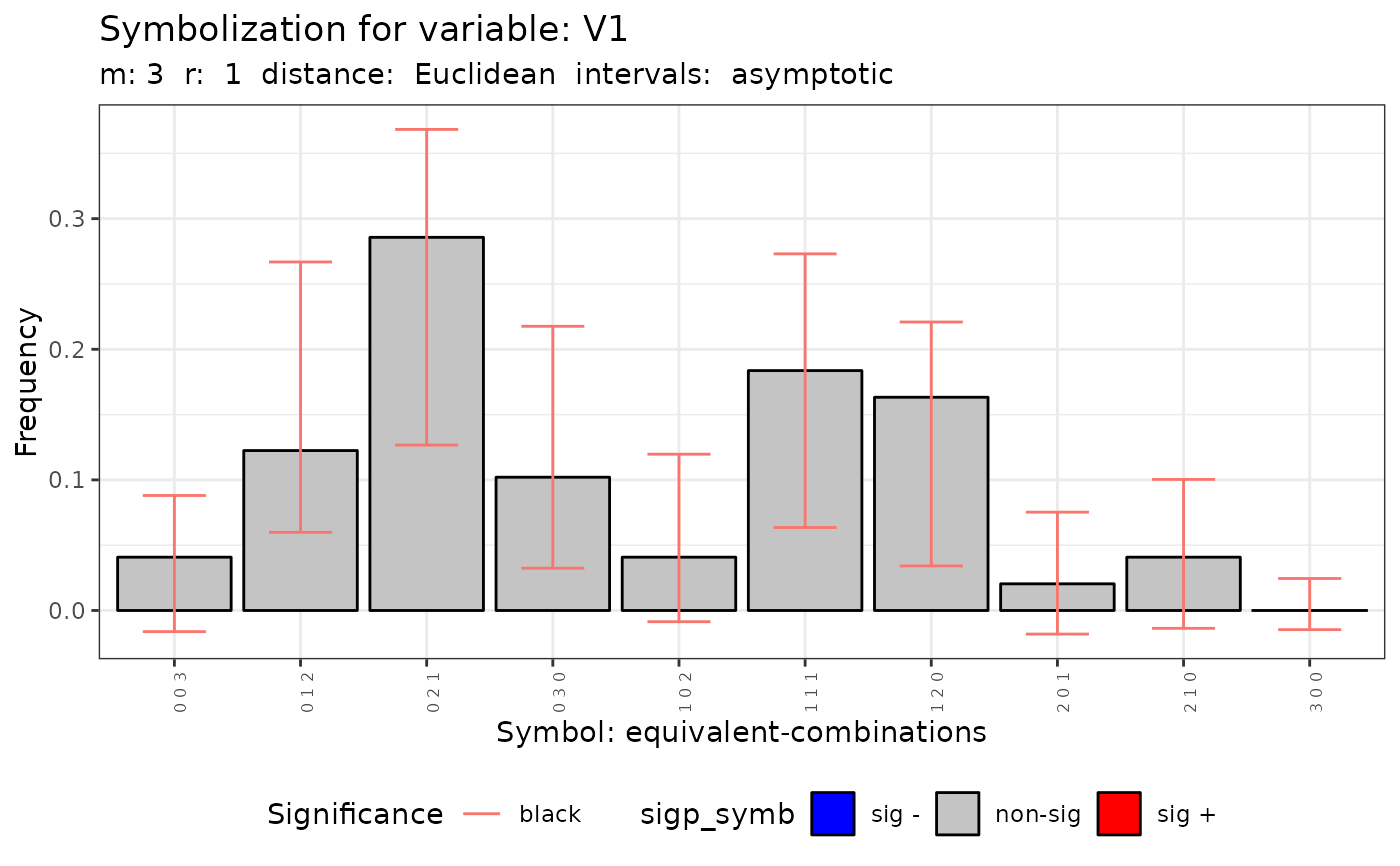 Symbolization for variable: V1
m: 3  r:  1  distance:  Euclidean  intervals:  asymptotic
Frequency
0.3
0.2
0.1
0.0
0 0 3
0 1 2
0 2 1
0 3 0
1 0 2
1 1 1
1 2 0
2 0 1
2 1 0
3 0 0
Symbol: equivalent-combinations
Significance black sigp_symb sig - non-sig sig +